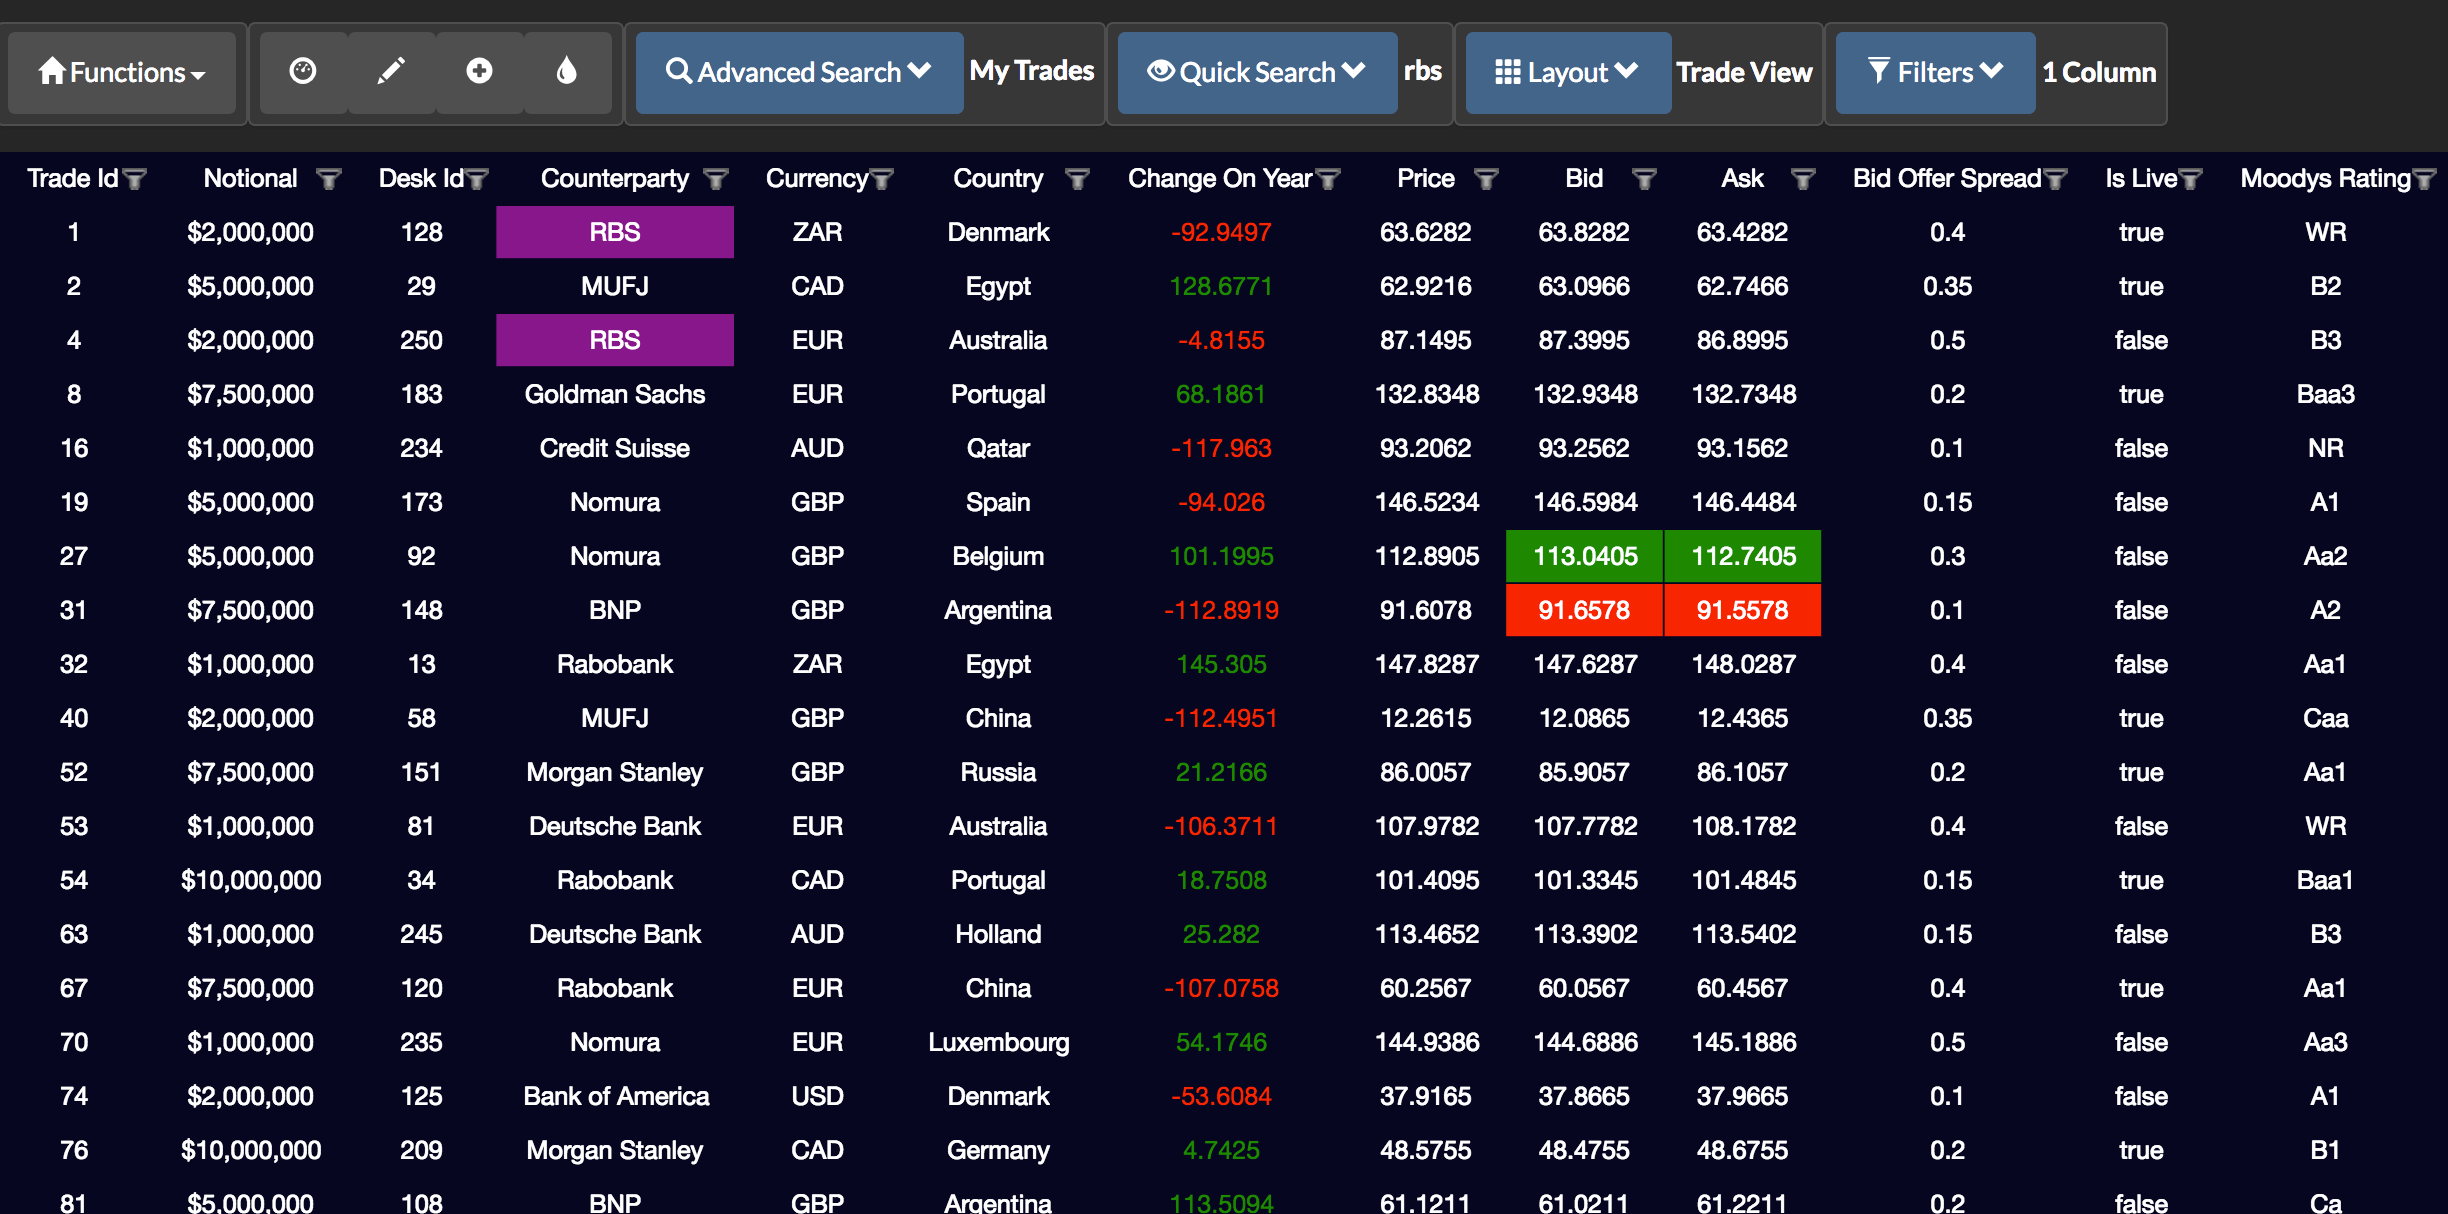 Functions Advanced Search My Trades Quick Search rbs Layout Trade View Filters 1 Column
Trade Id Notional Desk Id Counterparty Currency Country Change On Year Price Bid Ask Bid Offer Spread Is Live Moodys Rating
1 $2,000,000 128 RBS ZAR Denmark -92.9497 63.6282 63.8282 63.4282 0.4 true WR
2 $5,000,000 29 MUFJ CAD Egypt 128.6771 62.9216 63.0966 62.7466 0.35 true B2
4 $2,000,000 250 RBS EUR Australia -4.8155 87.1495 87.3995 86.8995 0.5 false B3
8 $7,500,000 183 Goldman Sachs EUR Portugal 68.1861 132.8348 132.9348 132.7348 0.2 true Baa3
16 $1,000,000 234 Credit Suisse AUD Qatar -117.963 93.2062 93.2562 93.1562 0.1 false NR
19 $5,000,000 173 Nomura GBP Spain -94.026 146.5234 146.5984 146.4484 0.15 false A1
27 $5,000,000 92 Nomura GBP Belgium 101.1995 112.8905 113.0405 112.7405 0.3 false Aa2
31 $7,500,000 148 BNP GBP Argentina -112.8919 91.6078 91.6578 91.5578 0.1 false A2
32 $1,000,000 13 Rabobank ZAR Egypt 145.305 147.8287 147.6287 148.0287 0.4 false Aa1
40 $2,000,000 58 MUFJ GBP China -112.4951 12.2615 12.0865 12.4365 0.35 true Caa
52 $7,500,000 151 Morgan Stanley GBP Russia 21.2166 86.0057 85.9057 86.1057 0.2 true Aa1
53 $1,000,000 81 Deutsche Bank EUR Australia -106.3711 107.9782 107.7782 108.1782 0.4 false WR
54 $10,000,000 34 Rabobank CAD Portugal 18.7508 101.4095 101.3345 101.4845 0.15 true Baa1
63 $1,000,000 245 Deutsche Bank AUD Holland 25.282 113.4652 113.3902 113.5402 0.15 false B3
67 $7,500,000 120 Rabobank EUR China -107.0758 60.2567 60.0567 60.4567 0.4 true Aa1
70 $1,000,000 235 Nomura EUR Luxembourg 54.1746 144.9386 144.6886 145.1886 0.5 false Aa3
74 $2,000,000 125 Bank of America USD Denmark -53.6084 37.9165 37.8665 37.9665 0.1 false A1
76 $10,000,000 209 Morgan Stanley CAD Germany 4.7425 48.5755 48.4755 48.6755 0.2 true B1
81 $5,000,000 108 BNP GBP Argentina 113.5094 61.1211 61.0211 61.2211 0.2 false Ca